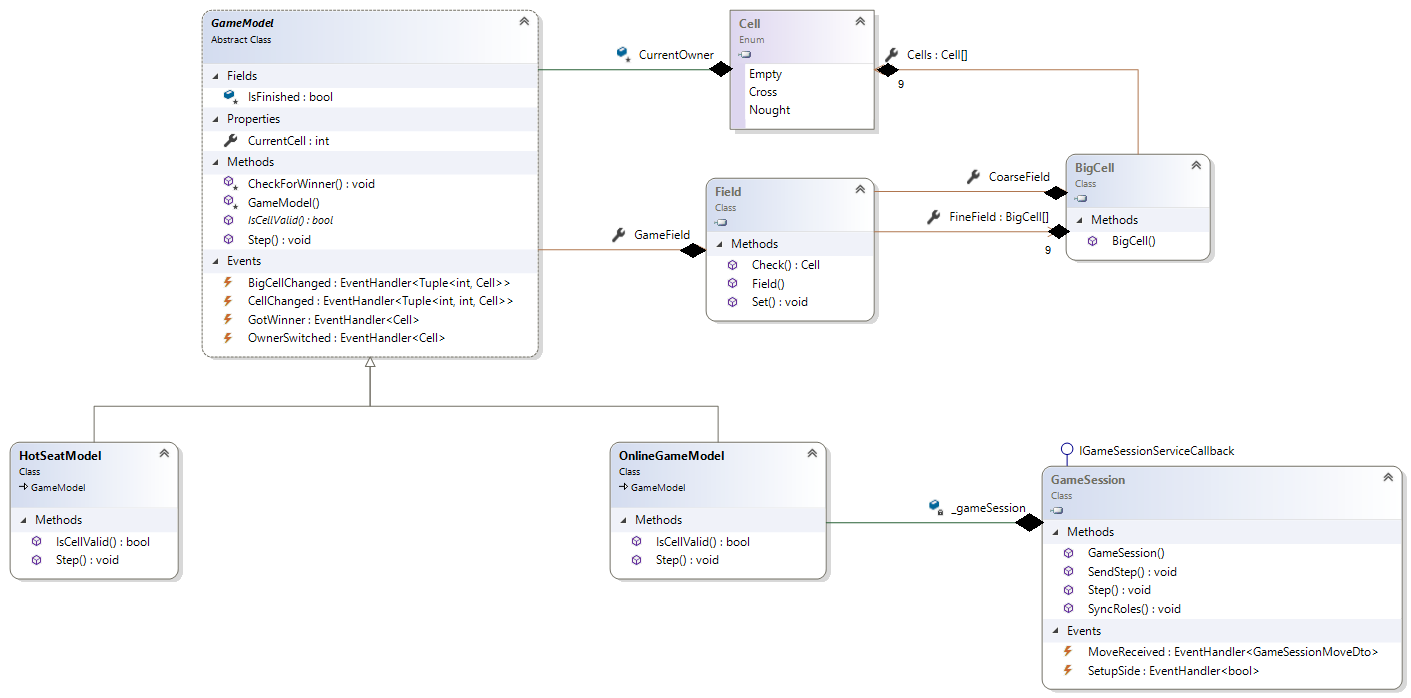 GameModel
Abstract Class
Fields
IsFinished : bool
Properties
CurrentCell : int
Methods
CheckForWinner() : void
GameModel()
IsCellValid() : bool
Step() : void
Events
BigCellChanged : EventHandler<Tuple<int, Cell>>
CellChanged : EventHandler<Tuple<int, int, Cell>>
GotWinner : EventHandler<Cell>
OwnerSwitched : EventHandler<Cell>
CurrentOwner
Cell
Enum
Empty
Cross
Nought
Cells : Cell[]
9
GameField
Field
Class
Methods
Check() : Cell
Field()
Set() : void
CoarseField
FineField : BigCell[]
9
BigCell
Class
Methods
BigCell()
HotSeatModel
Class
GameModel
Methods
IsCellValid() : bool
Step() : void
OnlineGameModel
Class
GameModel
Methods
IsCellValid() : bool
Step() : void
_gameSession
IGameSessionServiceCallback
GameSession
Class
Methods
GameSession()
SendStep() : void
Step() : void
SyncRoles() : void
Events
MoveReceived : EventHandler<GameSessionMoveDto>
SetupSide : EventHandler<bool>